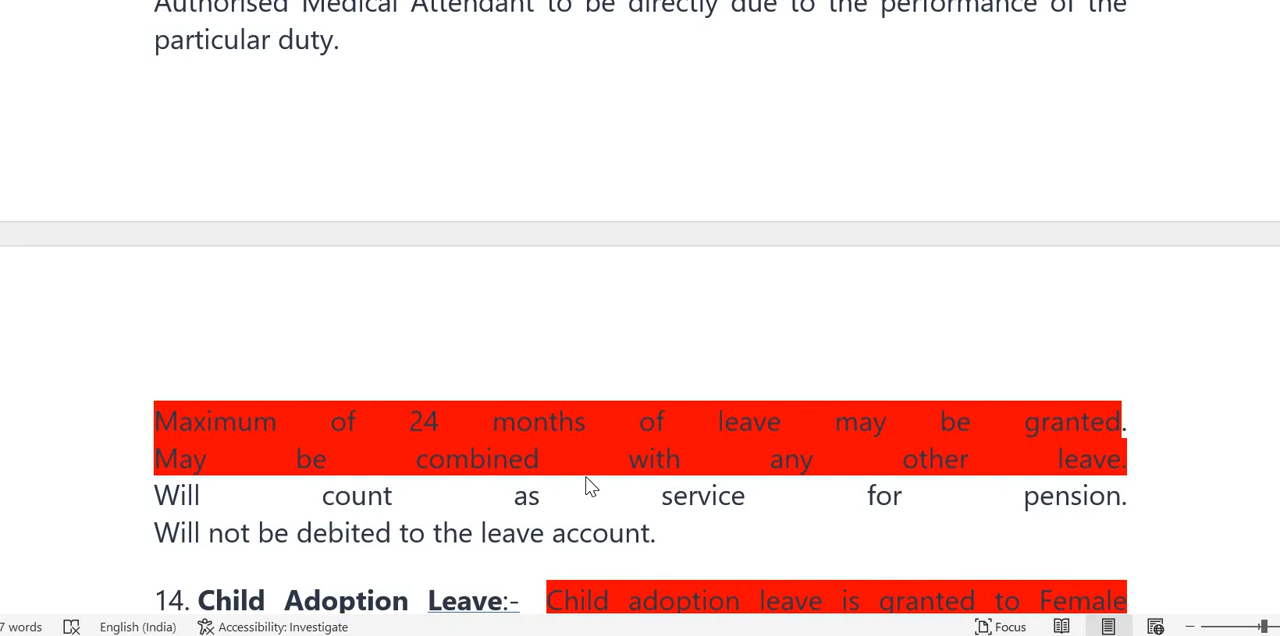 Authorised Medical Attendant to be directly due to the performance of the
particular duty.
Maximum of 24 months of leave may be granted.
May be combined with any other leave.
Will count as service for pension.
Will not be debited to the leave account.
14. Child Adoption Leave:- Child adoption leave is granted to Female
7 words English (India) Accessibility: Investigate Focus